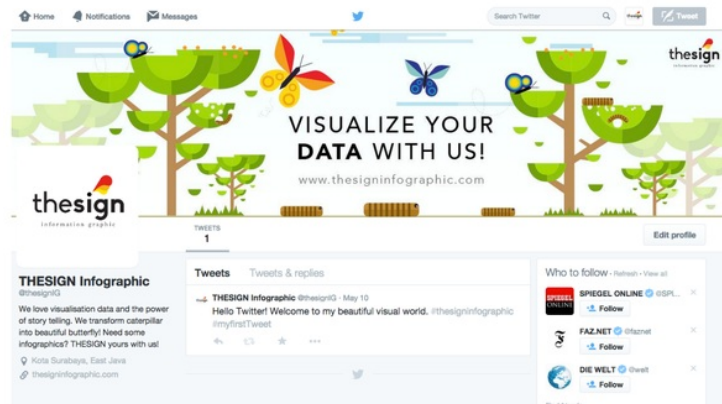 Home Notifications Messages
Search Twitter
Tweet
thesign
information graphic
VISUALIZE YOUR
DATA WITH US!
www.thesigninfographic.com
thesign
information graphic
TWEETS
1
Edit profile
THESIGN Infographic
@thesignIG
We love visualisation data and the power
of story telling. We transform caterpillar
into beautiful butterfly! Need some
infographics? THESIGN yours with us!
Kota Surabaya, East Java
thesigninfographic.com
Tweets Tweets & replies
THESIGN Infographic @thesignIG · May 10
Hello Twitter! Welcome to my beautiful visual world. #thesigninfographic
#myfirstTweet
Who to follow · Refresh · View all
SPIEGEL ONLINE
SPIEGEL ONLINE @SPI...
Follow
FAZ.NET @faznet
Follow
DIE WELT @welt
Follow